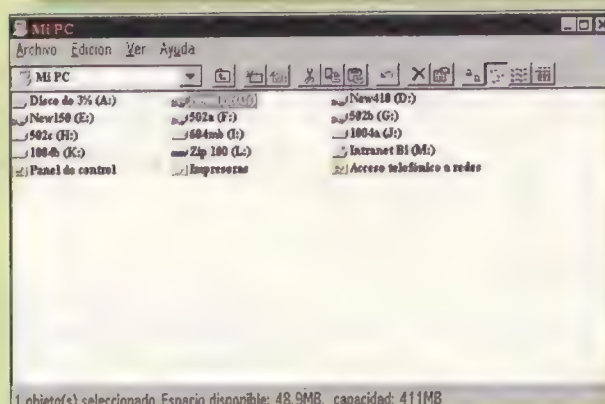 Mi PC
Archivo Edicion Ver Ayuda
Mi PC
Disco de 3½ (A:) New418 (D:)
New150 (E:) 502a (F:) 502b (G:)
502c (H:) 604mb (I:) 1004a (J:)
1004b (K:) Zip 100 (L:) Intranet B1 (M:)
Panel de control Impresoras Acceso telefónico a redes
1 objeto(s) seleccionado Espacio disponible: 48,9MB, capacidad: 411MB